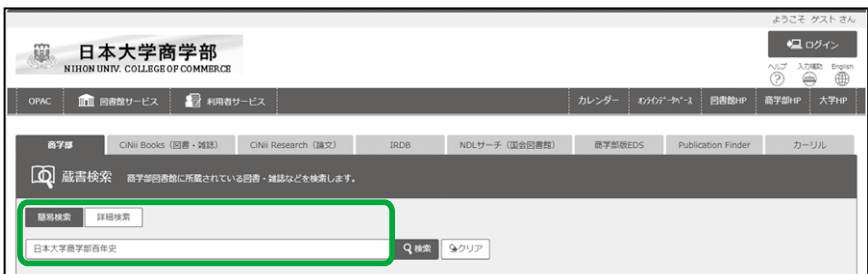 ようこそ ゲスト さん
日本大学商学部
NIHON UNIV. COLLEGE OF COMMERCE
ログイン
ヘルプ 入力補助 English
OPAC 図書館サービス 利用者サービス カレンダー オンラインデータベース 図書館HP 商学部HP 大学HP
商学部 CiNii Books（図書・雑誌） CiNii Research（論文） IRDB NDLサーチ（国会図書館） 商学部版EDS Publication Finder カーリル
蔵書検索 商学部図書館に所蔵されている図書・雑誌などを検索します。
簡易検索 詳細検索
日本大学商学部百年史 検索 クリア